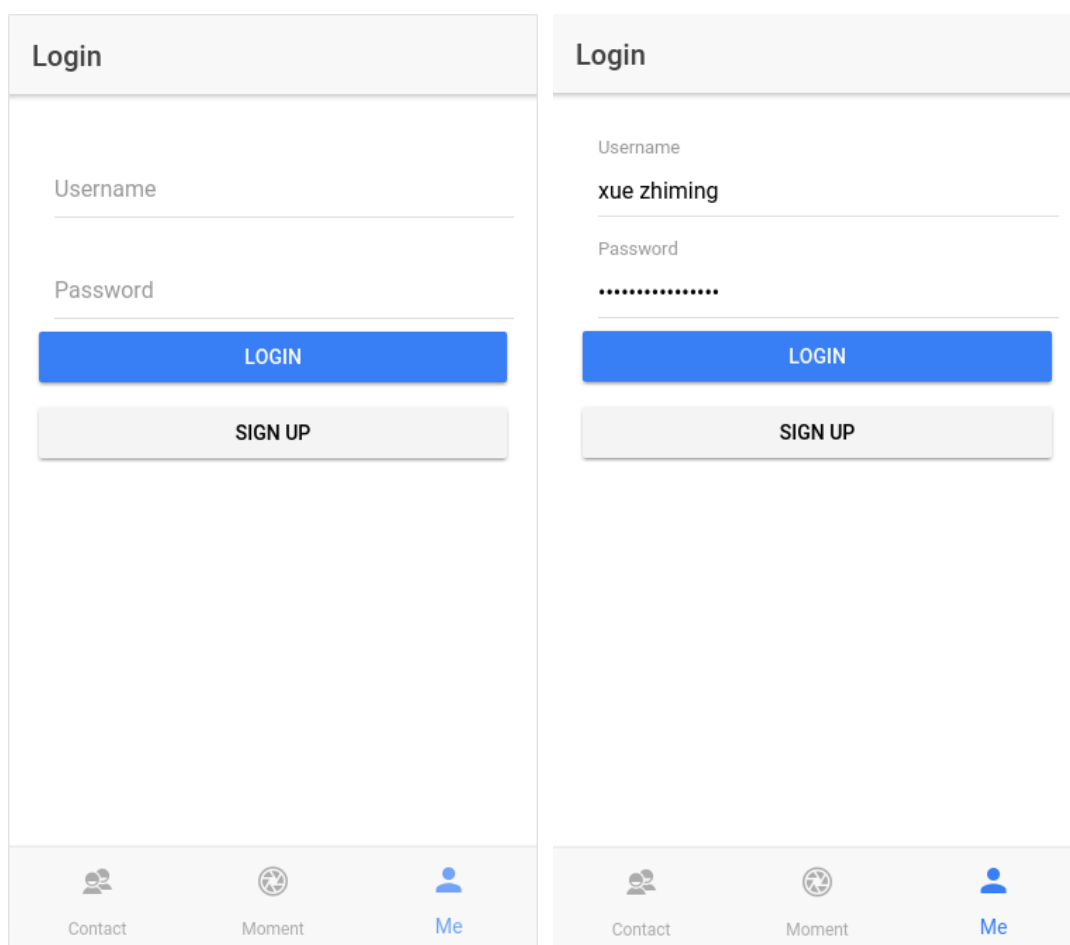 Login
Username
Password
LOGIN
SIGN UP
Contact Moment Me
Login
Username
xue zhiming
Password
••••••••••••••••
LOGIN
SIGN UP
Contact Moment Me